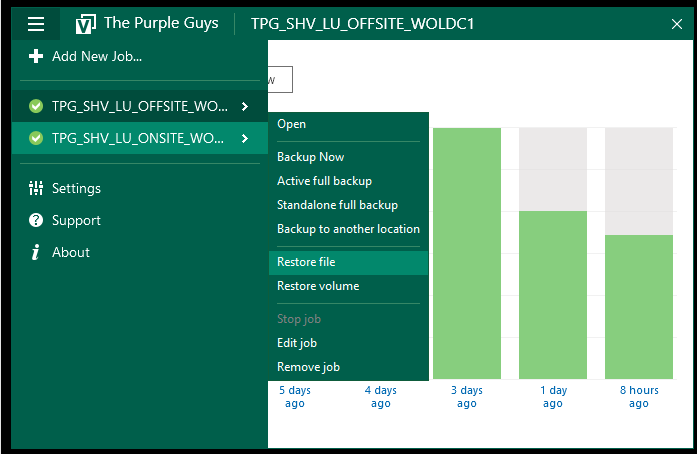 The Purple Guys
TPG_SHV_LU_OFFSITE_WOLDC1
Add New Job...
TPG_SHV_LU_OFFSITE_WO...
TPG_SHV_LU_ONSITE_WO...
Settings
Support
About
w
Open
Backup Now
Active full backup
Standalone full backup
Backup to another location
Restore file
Restore volume
Stop job
Edit job
Remove job
5 days
ago
4 days
ago
3 days
ago
1 day
ago
8 hours
ago